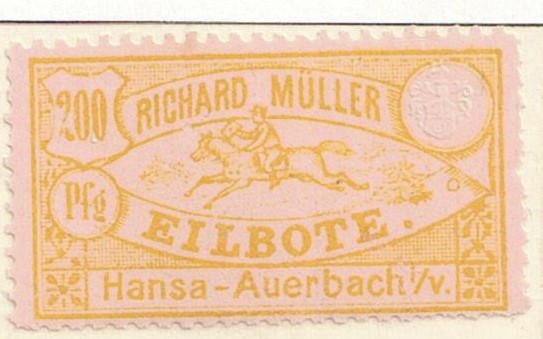 200
RICHARD MÜLLER
Pfg
EILBOTE.
Hansa-Auerbach i/v.